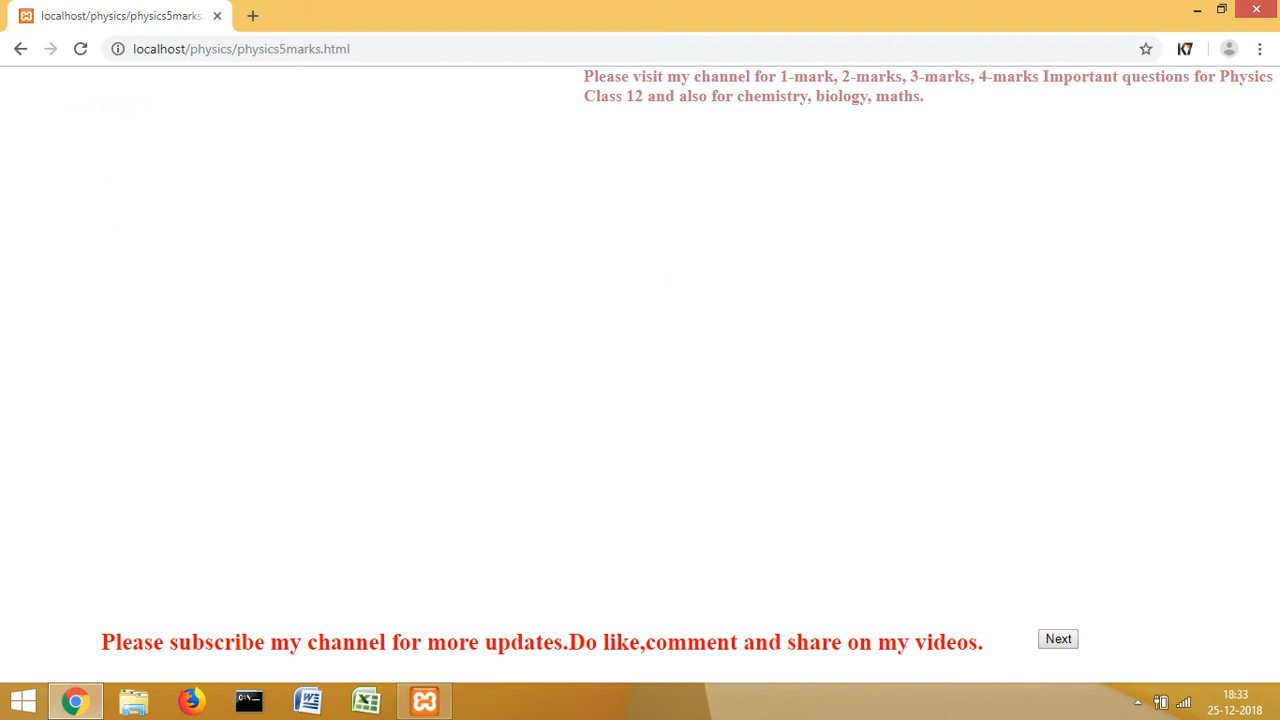 localhost/physics/physics5marks.
localhost/physics/physics5marks.html
K7
Please visit my channel for 1-mark, 2-marks, 3-marks, 4-marks Important questions for Physics
Class 12 and also for chemistry, biology, maths.
Please subscribe my channel for more updates.Do like,comment and share on my videos.
Next
18:33
25-12-2018